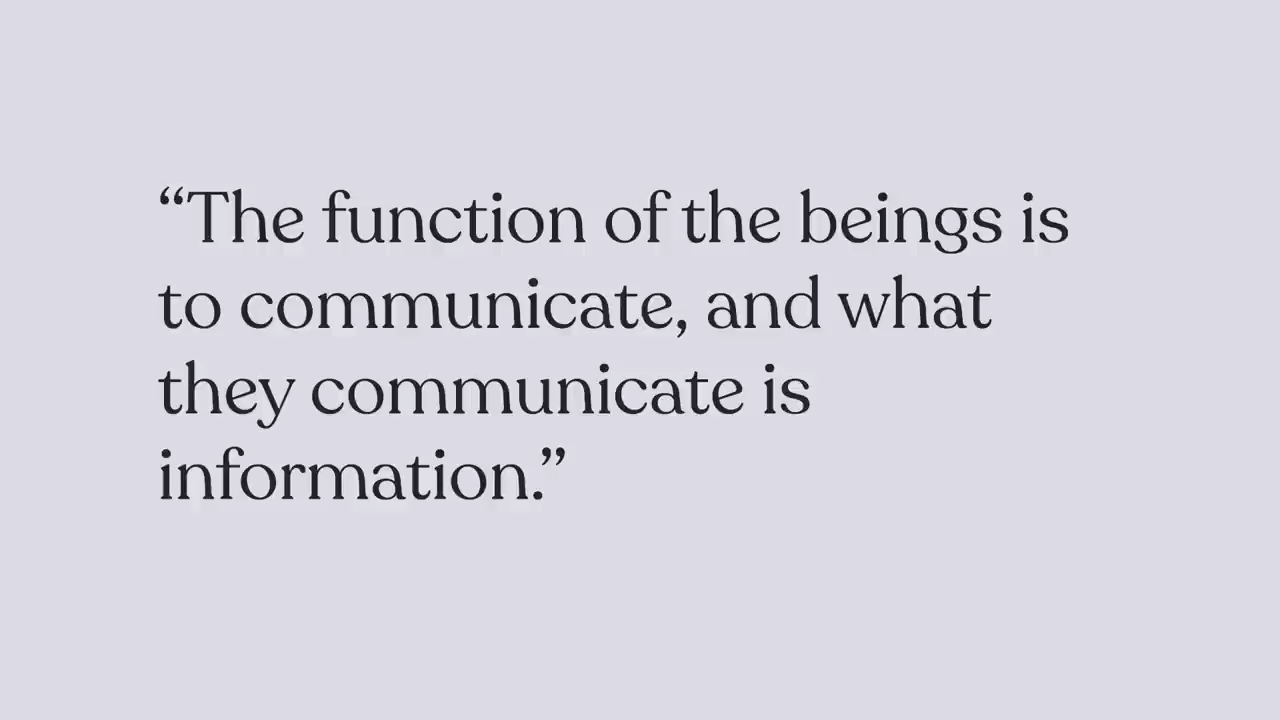 “The function of the beings is
to communicate, and what
they communicate is
information.”